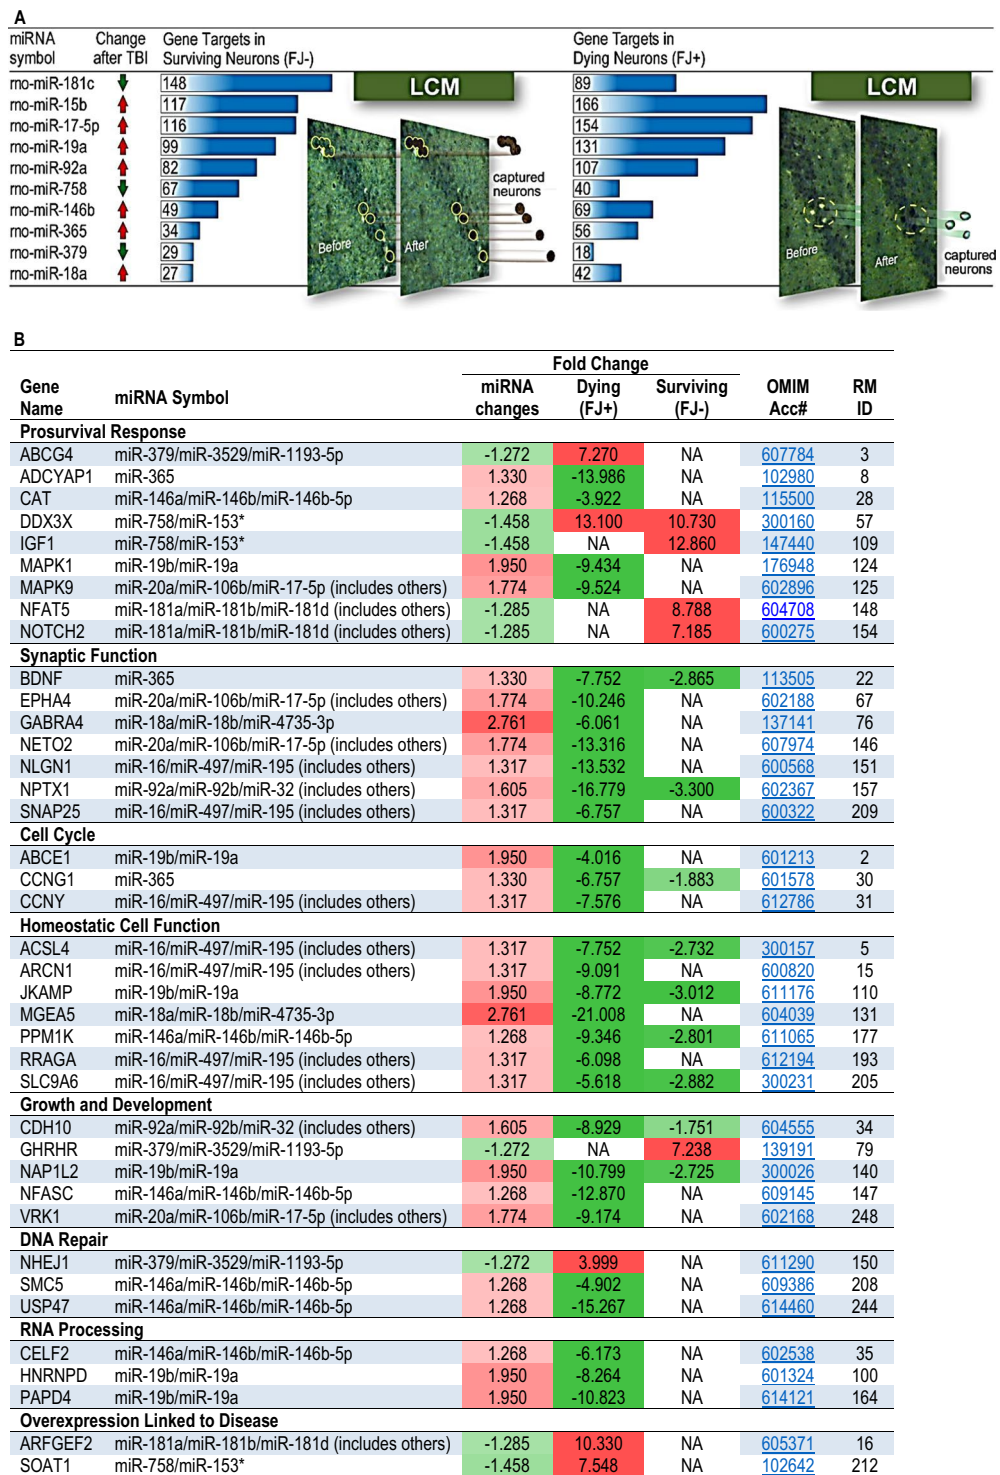 A
miRNA symbol Change after TBI Gene Targets in Surviving Neurons (FJ-) Gene Targets in Dying Neurons (FJ+)
rno-miR-181c 148 89
rno-miR-15b 117 166
rno-miR-17-5p 116 154
rno-miR-19a 99 131
rno-miR-92a 82 107
rno-miR-758 67 40
rno-miR-146b 49 69
rno-miR-365 34 56
rno-miR-379 29 18
rno-miR-18a 27 42
LCM
Before
After
captured neurons
LCM
Before
After
captured neurons
B
Fold Change
Gene Name miRNA Symbol miRNA changes Dying (FJ+) Surviving (FJ-) OMIM Acc# RM ID
Prosurvival Response
ABCG4 miR-379/miR-3529/miR-1193-5p -1.272 7.270 NA 607784 3
ADCYAP1 miR-365 1.330 -13.986 NA 102980 8
CAT miR-146a/miR-146b/miR-146b-5p 1.268 -3.922 NA 115500 28
DDX3X miR-758/miR-153* -1.458 13.100 10.730 300160 57
IGF1 miR-758/miR-153* -1.458 NA 12.860 147440 109
MAPK1 miR-19b/miR-19a 1.950 -9.434 NA 176948 124
MAPK9 miR-20a/miR-106b/miR-17-5p (includes others) 1.774 -9.524 NA 602896 125
NFAT5 miR-181a/miR-181b/miR-181d (includes others) -1.285 NA 8.788 604708 148
NOTCH2 miR-181a/miR-181b/miR-181d (includes others) -1.285 NA 7.185 600275 154
Synaptic Function
BDNF miR-365 1.330 -7.752 -2.865 113505 22
EPHA4 miR-20a/miR-106b/miR-17-5p (includes others) 1.774 -10.246 NA 602188 67
GABRA4 miR-18a/miR-18b/miR-4735-3p 2.761 -6.061 NA 137141 76
NETO2 miR-20a/miR-106b/miR-17-5p (includes others) 1.774 -13.316 NA 607974 146
NLGN1 miR-16/miR-497/miR-195 (includes others) 1.317 -13.532 NA 600568 151
NPTX1 miR-92a/miR-92b/miR-32 (includes others) 1.605 -16.779 -3.300 602367 157
SNAP25 miR-16/miR-497/miR-195 (includes others) 1.317 -6.757 NA 600322 209
Cell Cycle
ABCE1 miR-19b/miR-19a 1.950 -4.016 NA 601213 2
CCNG1 miR-365 1.330 -6.757 -1.883 601578 30
CCNY miR-16/miR-497/miR-195 (includes others) 1.317 -7.576 NA 612786 31
Homeostatic Cell Function
ACSL4 miR-16/miR-497/miR-195 (includes others) 1.317 -7.752 -2.732 300157 5
ARCN1 miR-16/miR-497/miR-195 (includes others) 1.317 -9.091 NA 600820 15
JKAMP miR-19b/miR-19a 1.950 -8.772 -3.012 611176 110
MGEA5 miR-18a/miR-18b/miR-4735-3p 2.761 -21.008 NA 604039 131
PPM1K miR-146a/miR-146b/miR-146b-5p 1.268 -9.346 -2.801 611065 177
RRAGA miR-16/miR-497/miR-195 (includes others) 1.317 -6.098 NA 612194 193
SLC9A6 miR-16/miR-497/miR-195 (includes others) 1.317 -5.618 -2.882 300231 205
Growth and Development
CDH10 miR-92a/miR-92b/miR-32 (includes others) 1.605 -8.929 -1.751 604555 34
GHRHR miR-379/miR-3529/miR-1193-5p -1.272 NA 7.238 139191 79
NAP1L2 miR-19b/miR-19a 1.950 -10.799 -2.725 300026 140
NFASC miR-146a/miR-146b/miR-146b-5p 1.268 -12.870 NA 609145 147
VRK1 miR-20a/miR-106b/miR-17-5p (includes others) 1.774 -9.174 NA 602168 248
DNA Repair
NHEJ1 miR-379/miR-3529/miR-1193-5p -1.272 3.999 NA 611290 150
SMC5 miR-146a/miR-146b/miR-146b-5p 1.268 -4.902 NA 609386 208
USP47 miR-146a/miR-146b/miR-146b-5p 1.268 -15.267 NA 614460 244
RNA Processing
CELF2 miR-146a/miR-146b/miR-146b-5p 1.268 -6.173 NA 602538 35
HNRNPD miR-19b/miR-19a 1.950 -8.264 NA 601324 100
PAPD4 miR-19b/miR-19a 1.950 -10.823 NA 614121 164
Overexpression Linked to Disease
ARFGEF2 miR-181a/miR-181b/miR-181d (includes others) -1.285 10.330 NA 605371 16
SOAT1 miR-758/miR-153* -1.458 7.548 NA 102642 212